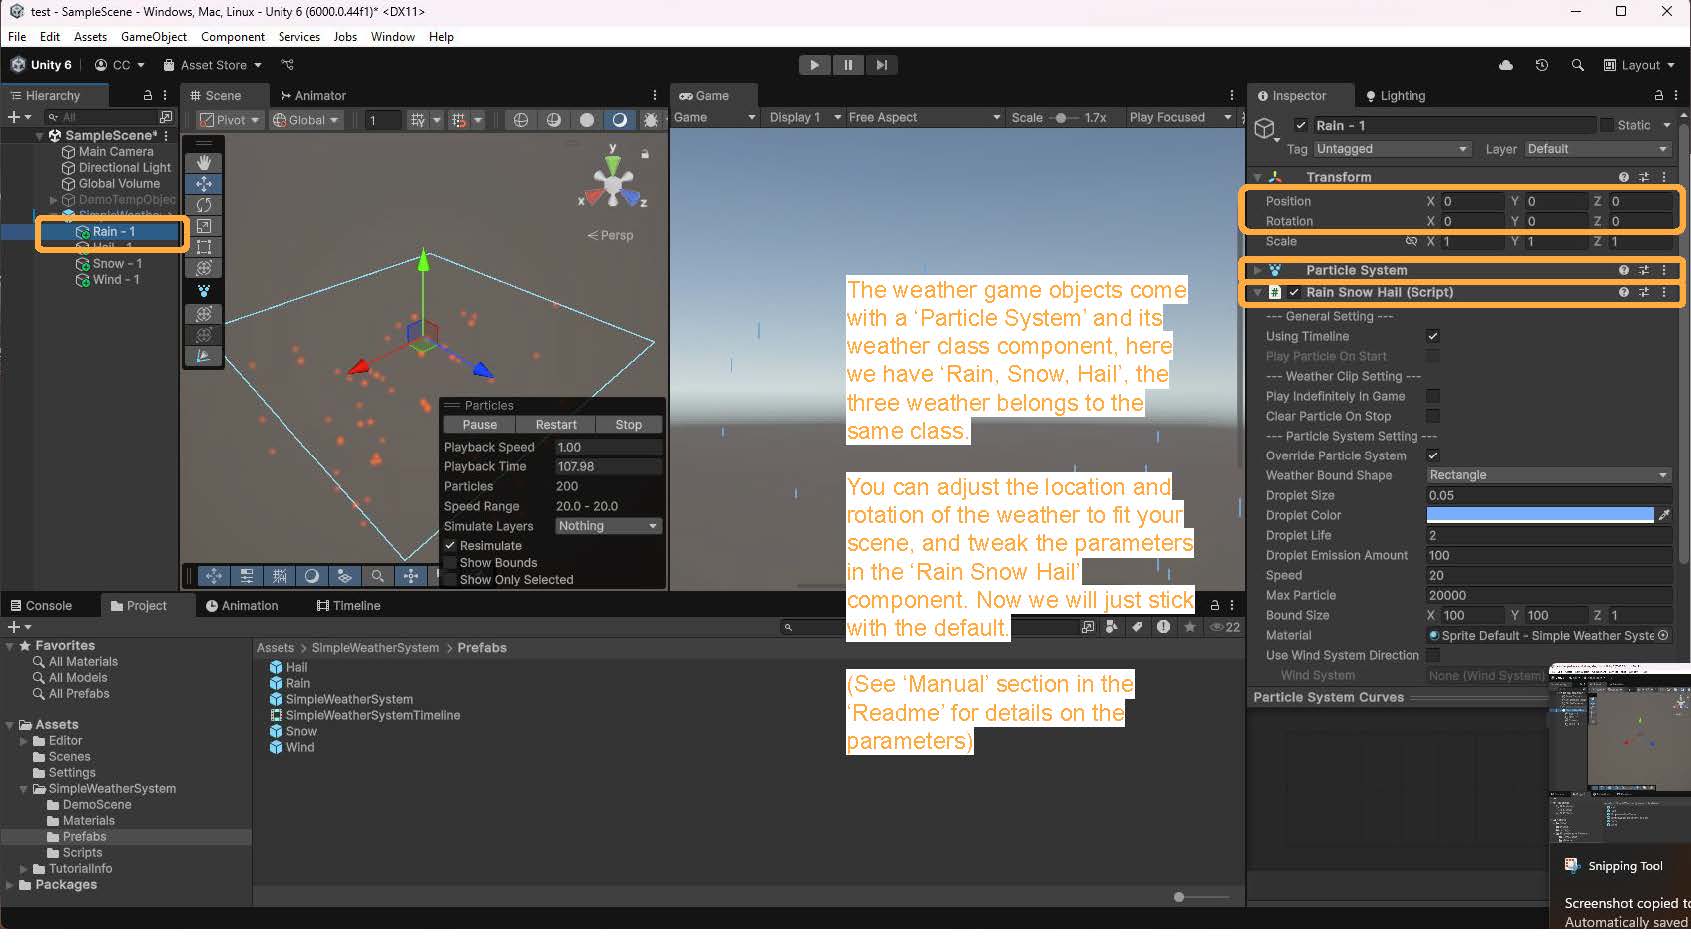 test - SampleScene - Windows, Mac, Linux - Unity 6 (6000.0.44f1)* <DX11>
File Edit Assets GameObject Component Services Jobs Window Help
Unity 6 CC Asset Store Layout
Hierarchy
All
SampleScene*
Main Camera
Directional Light
Global Volume
DemoTempObjec
SimpleWeathe
Rain - 1
Hail - 1
Snow - 1
Wind - 1
Scene Animator
Pivot Global 1
y
x z
Persp
Particles
Pause Restart Stop
Playback Speed 1.00
Playback Time 107.98
Particles 200
Speed Range 20.0 - 20.0
Simulate Layers Nothing
Resimulate
Show Bounds
Show Only Selected
Game
Game Display 1 Free Aspect Scale 1.7x Play Focused
The weather game objects come
with a ‘Particle System’ and its
weather class component, here
we have ‘Rain, Snow, Hail’, the
three weather belongs to the
same class.
You can adjust the location and
rotation of the weather to fit your
scene, and tweak the parameters
in the ‘Rain Snow Hail’
component. Now we will just stick
with the default.
(See ‘Manual’ section in the
‘Readme’ for details on the
parameters)
Inspector Lighting
Rain - 1 Static
Tag Untagged Layer Default
Transform
Position X 0 Y 0 Z 0
Rotation X 0 Y 0 Z 0
Scale X 1 Y 1 Z 1
Particle System
Rain Snow Hail (Script)
--- General Setting ---
Using Timeline
Play Particle On Start
--- Weather Clip Setting ---
Play Indefinitely In Game
Clear Particle On Stop
--- Particle System Setting ---
Override Particle System
Weather Bound Shape Rectangle
Droplet Size 0.05
Droplet Color
Droplet Life 2
Droplet Emission Amount 100
Speed 20
Max Particle 20000
Bound Size X 100 Y 100 Z 1
Material Sprite Default - Simple Weather Syste
Use Wind System Direction
Wind System None (Wind System)
Particle System Curves
Console Project Animation Timeline
22
Favorites
All Materials
All Models
All Prefabs
Assets
Editor
Scenes
Settings
SimpleWeatherSystem
DemoScene
Materials
Prefabs
Scripts
TutorialInfo
Packages
Assets > SimpleWeatherSystem > Prefabs
Hail
Rain
SimpleWeatherSystem
SimpleWeatherSystemTimeline
Snow
Wind
Snipping Tool
Screenshot copied to
Automatically saved